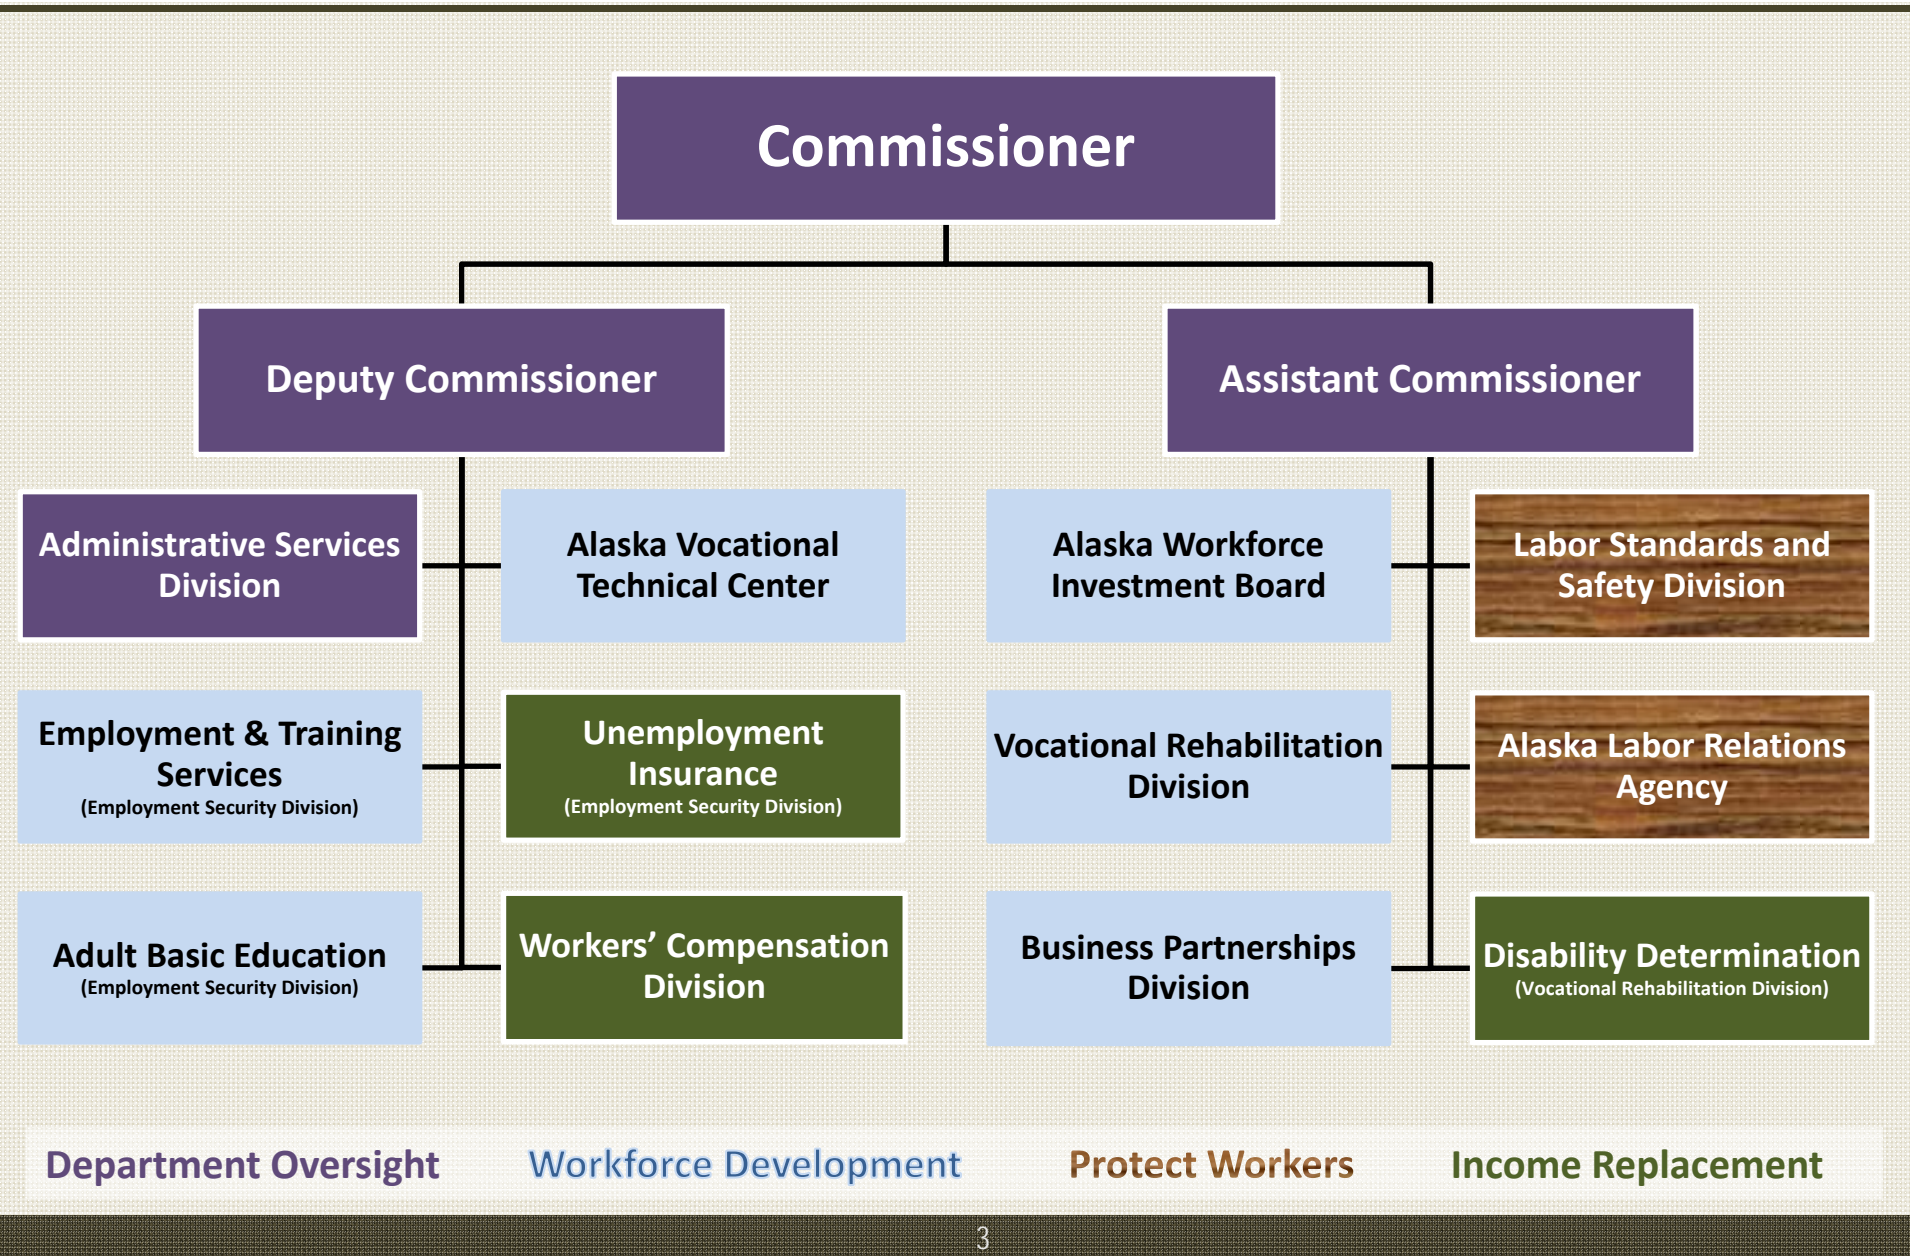 Commissioner
Deputy Commissioner
Assistant Commissioner
Administrative Services
Division
Alaska Vocational
Technical Center
Alaska Workforce
Investment Board
Labor Standards and
Safety Division
Employment & Training
Services
(Employment Security Division)
Unemployment
Insurance
(Employment Security Division)
Vocational Rehabilitation
Division
Alaska Labor Relations
Agency
Adult Basic Education
(Employment Security Division)
Workers’ Compensation
Division
Business Partnerships
Division
Disability Determination
(Vocational Rehabilitation Division)
Department Oversight
Workforce Development
Protect Workers
Income Replacement
3